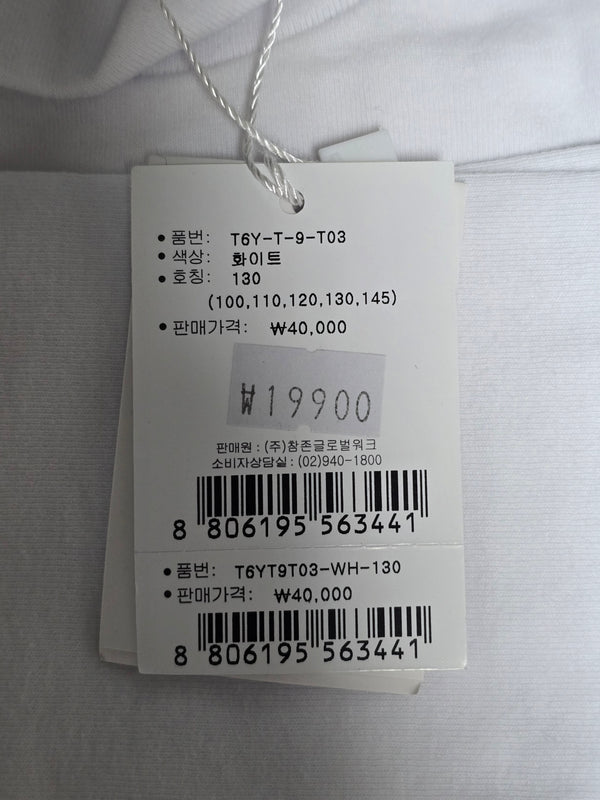 • 품번: T6Y-T-9-T03
• 색상: 화이트
• 호칭: 130
(100,110,120,130,145)
• 판매가격: ₩40,000
₩19900
판매원 : (주)참존글로벌워크
소비자상담실 : (02)940-1800
8 806195 563441
• 품번: T6YT9T03-WH-130
• 판매가격: ₩40,000
8 806195 563441